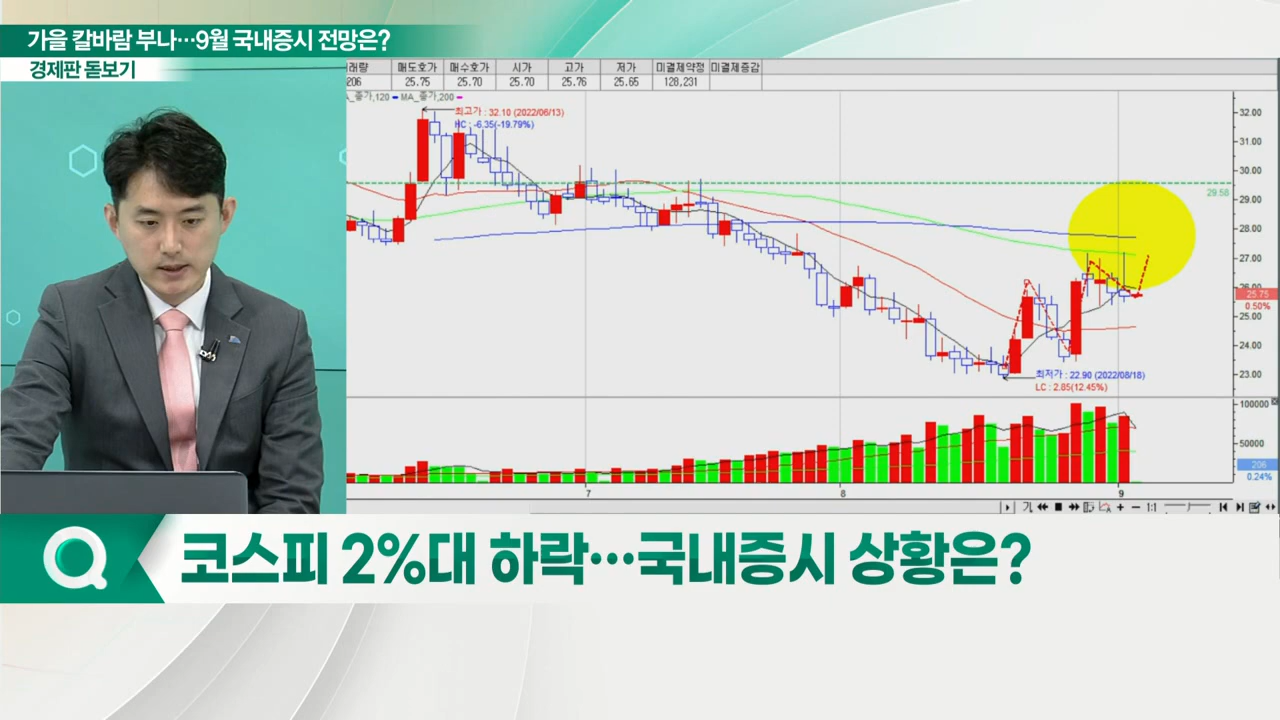 가을 칼바람 부나…9월 국내증시 전망은?
경제판 돋보기
래량 매도호가 매수호가 시가 고가 저가 미결제약정 미결제증감
206 25.75 25.70 25.70 25.76 25.65 128,231
종가,120 MA_종가,200
최고가 : 32.10 (2022/06/13)
HC : -6.35(-19.79%)
32.00
31.00
30.00
29.58
29.00
28.00
27.00
26.00
25.75
0.50%
25.00
24.00
23.00
최저가 : 22.90 (2022/08/18)
LC : 2.85(12.45%)
100000
50000
206
0.24%
7 8 9
1:1
코스피 2%대 하락…국내증시 상황은?